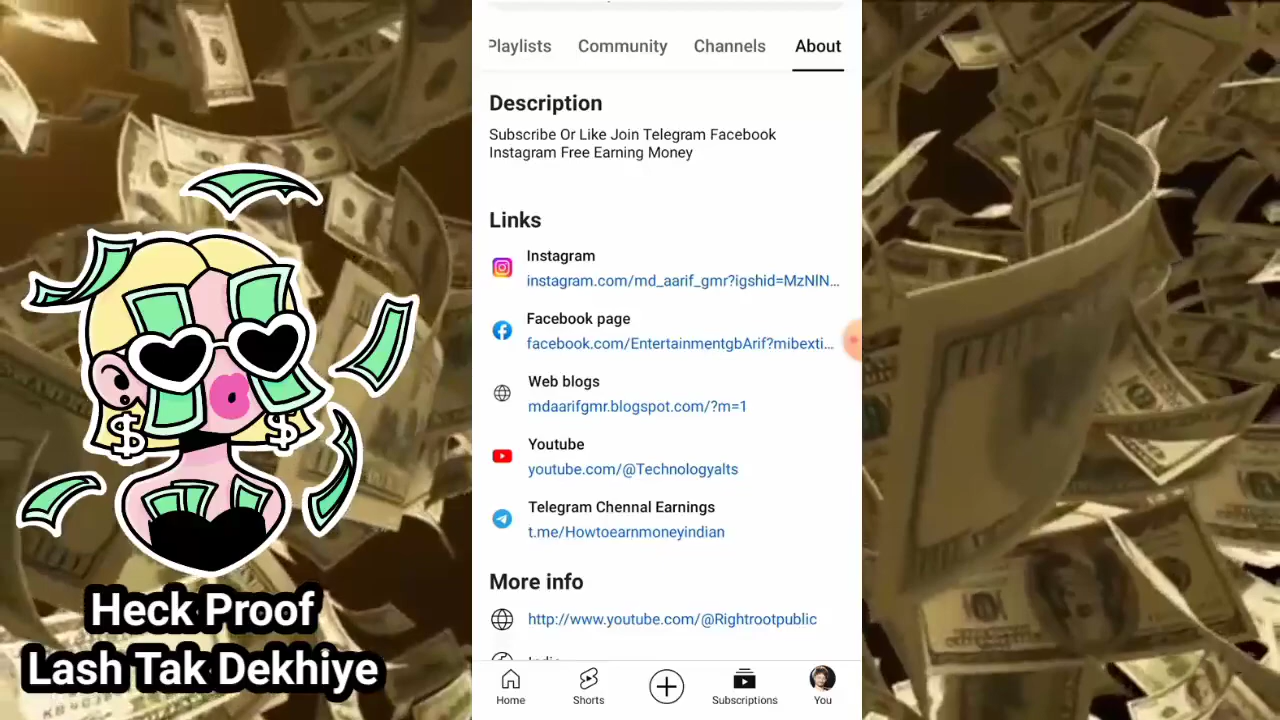 Playlists Community Channels About
Description
Subscribe Or Like Join Telegram Facebook
Instagram Free Earning Money
Links
Instagram
instagram.com/md_aarif_gmr?igshid=MzNlN...
Facebook page
facebook.com/EntertainmentgbArif?mibexti...
Web blogs
mdaarifgmr.blogspot.com/?m=1
Youtube
youtube.com/@Technologyalts
Telegram Chennal Earnings
t.me/Howtoearnmoneyindian
More info
http://www.youtube.com/@Rightrootpublic
Home Shorts Subscriptions You
Heck Proof
Lash Tak Dekhiye